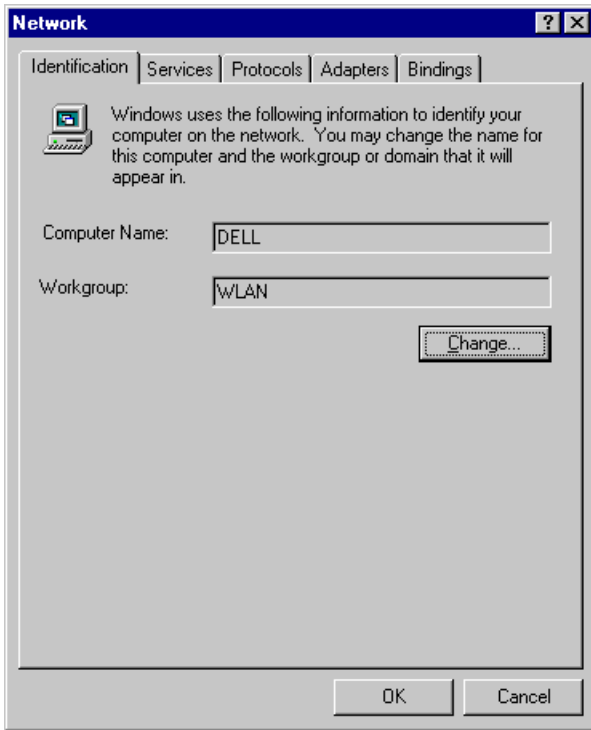 Network
Identification Services Protocols Adapters Bindings
Windows uses the following information to identify your
computer on the network. You may change the name for
this computer and the workgroup or domain that it will
appear in.
Computer Name: DELL
Workgroup: WLAN
Change...
OK Cancel